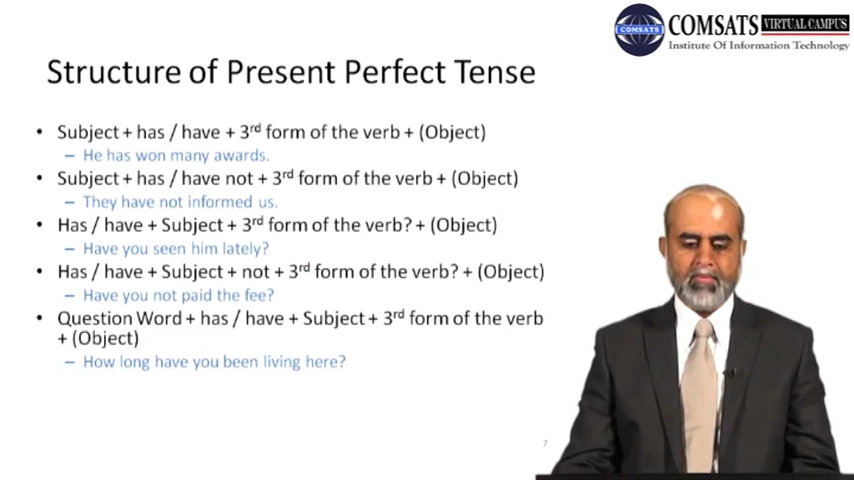 COMSATS
COMSATS VIRTUAL CAMPUS
Institute Of Information Technology
Structure of Present Perfect Tense
• Subject + has / have + 3rd form of the verb + (Object)
– He has won many awards.
• Subject + has / have not + 3rd form of the verb + (Object)
– They have not informed us.
• Has / have + Subject + 3rd form of the verb? + (Object)
– Have you seen him lately?
• Has / have + Subject + not + 3rd form of the verb? + (Object)
– Have you not paid the fee?
• Question Word + has / have + Subject + 3rd form of the verb
+ (Object)
– How long have you been living here?
7